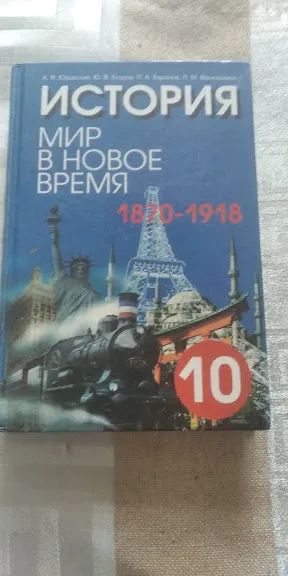 ИСТОРИЯ
МИР
В НОВОЕ
ВРЕМЯ
1870-1918
10